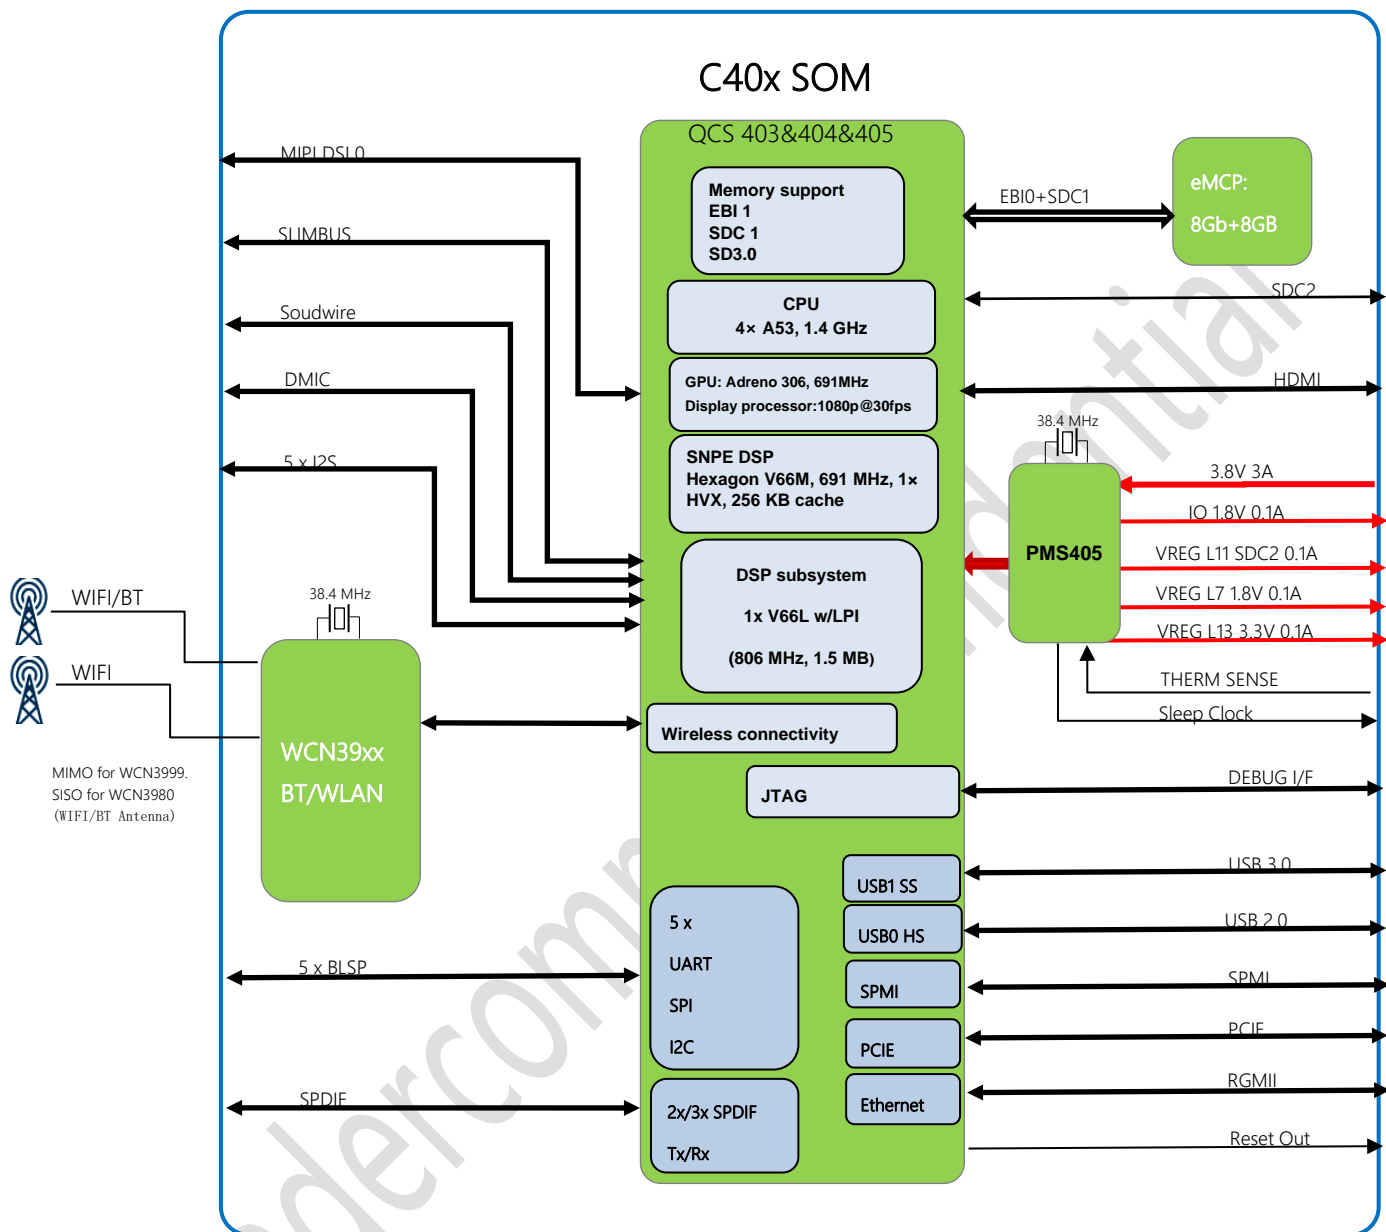 C40x SOM
QCS 403&404&405
MIPI DSI 0
SLIMBUS
Soudwire
DMIC
5 x I2S
WIFI/BT
WIFI
38.4 MHz
WCN39xx
BT/WLAN
MIMO for WCN3999.
SISO for WCN3980
(WIFI/BT Antenna)
5 x BLSP
SPDIF
Memory support
EBI 1
SDC 1
SD3.0
CPU
4× A53, 1.4 GHz
GPU: Adreno 306, 691MHz
Display processor:1080p@30fps
SNPE DSP
Hexagon V66M, 691 MHz, 1×
HVX, 256 KB cache
DSP subsystem
1x V66L w/LPI
(806 MHz, 1.5 MB)
Wireless connectivity
JTAG
5 x
UART
SPI
I2C
2x/3x SPDIF
Tx/Rx
USB1 SS
USB0 HS
SPMI
PCIE
Ethernet
EBI0+SDC1
eMCP:
8Gb+8GB
SDC2
HDMI
38.4 MHz
PMS405
3.8V 3A
IO 1.8V 0.1A
VREG L11 SDC2 0.1A
VREG L7 1.8V 0.1A
VREG L13 3.3V 0.1A
THERM SENSE
Sleep Clock
DEBUG I/F
USB 3.0
USB 2.0
SPMI
PCIE
RGMII
Reset Out